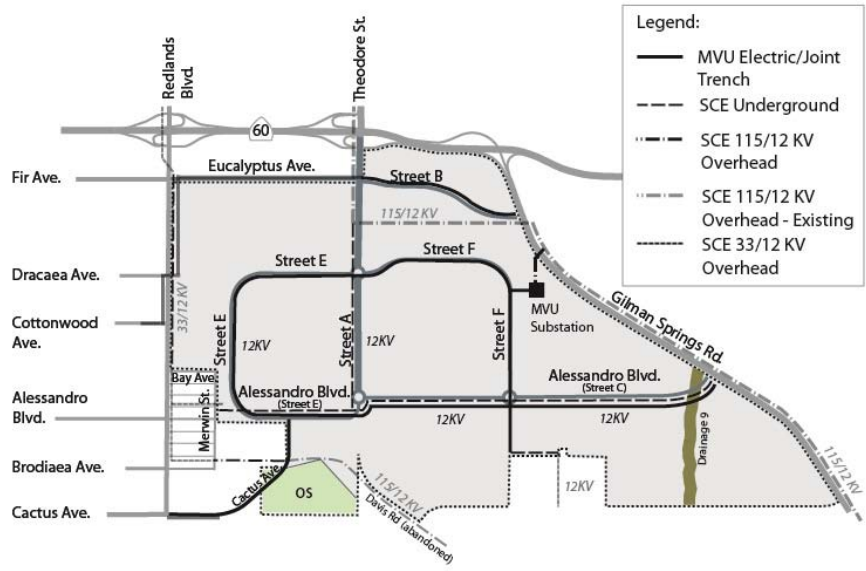 Redlands
Blvd.
Theodore St.
60
Legend:
MVU Electric/Joint
Trench
SCE Underground
SCE 115/12 KV
Overhead
SCE 115/12 KV
Overhead - Existing
SCE 33/12 KV
Overhead
Fir Ave.
Eucalyptus Ave.
Street B
115/12 KV
Dracaea Ave.
Street E
Street F
33/12 KV
Cottonwood
Ave.
Street E
12KV
Street A
12KV
Street F
MVU
Substation
Gilman Springs Rd.
Bay Ave
Merwin St.
Alessandro
Blvd.
Alessandro Blvd.
(Street E)
Alessandro Blvd.
(Street C)
12KV
12KV
Drainage 9
Brodiaea Ave.
Cactus Ave.
OS
115/12 KV
Davis Rd (abandoned)
12KV
115/12 KV
Cactus Ave.